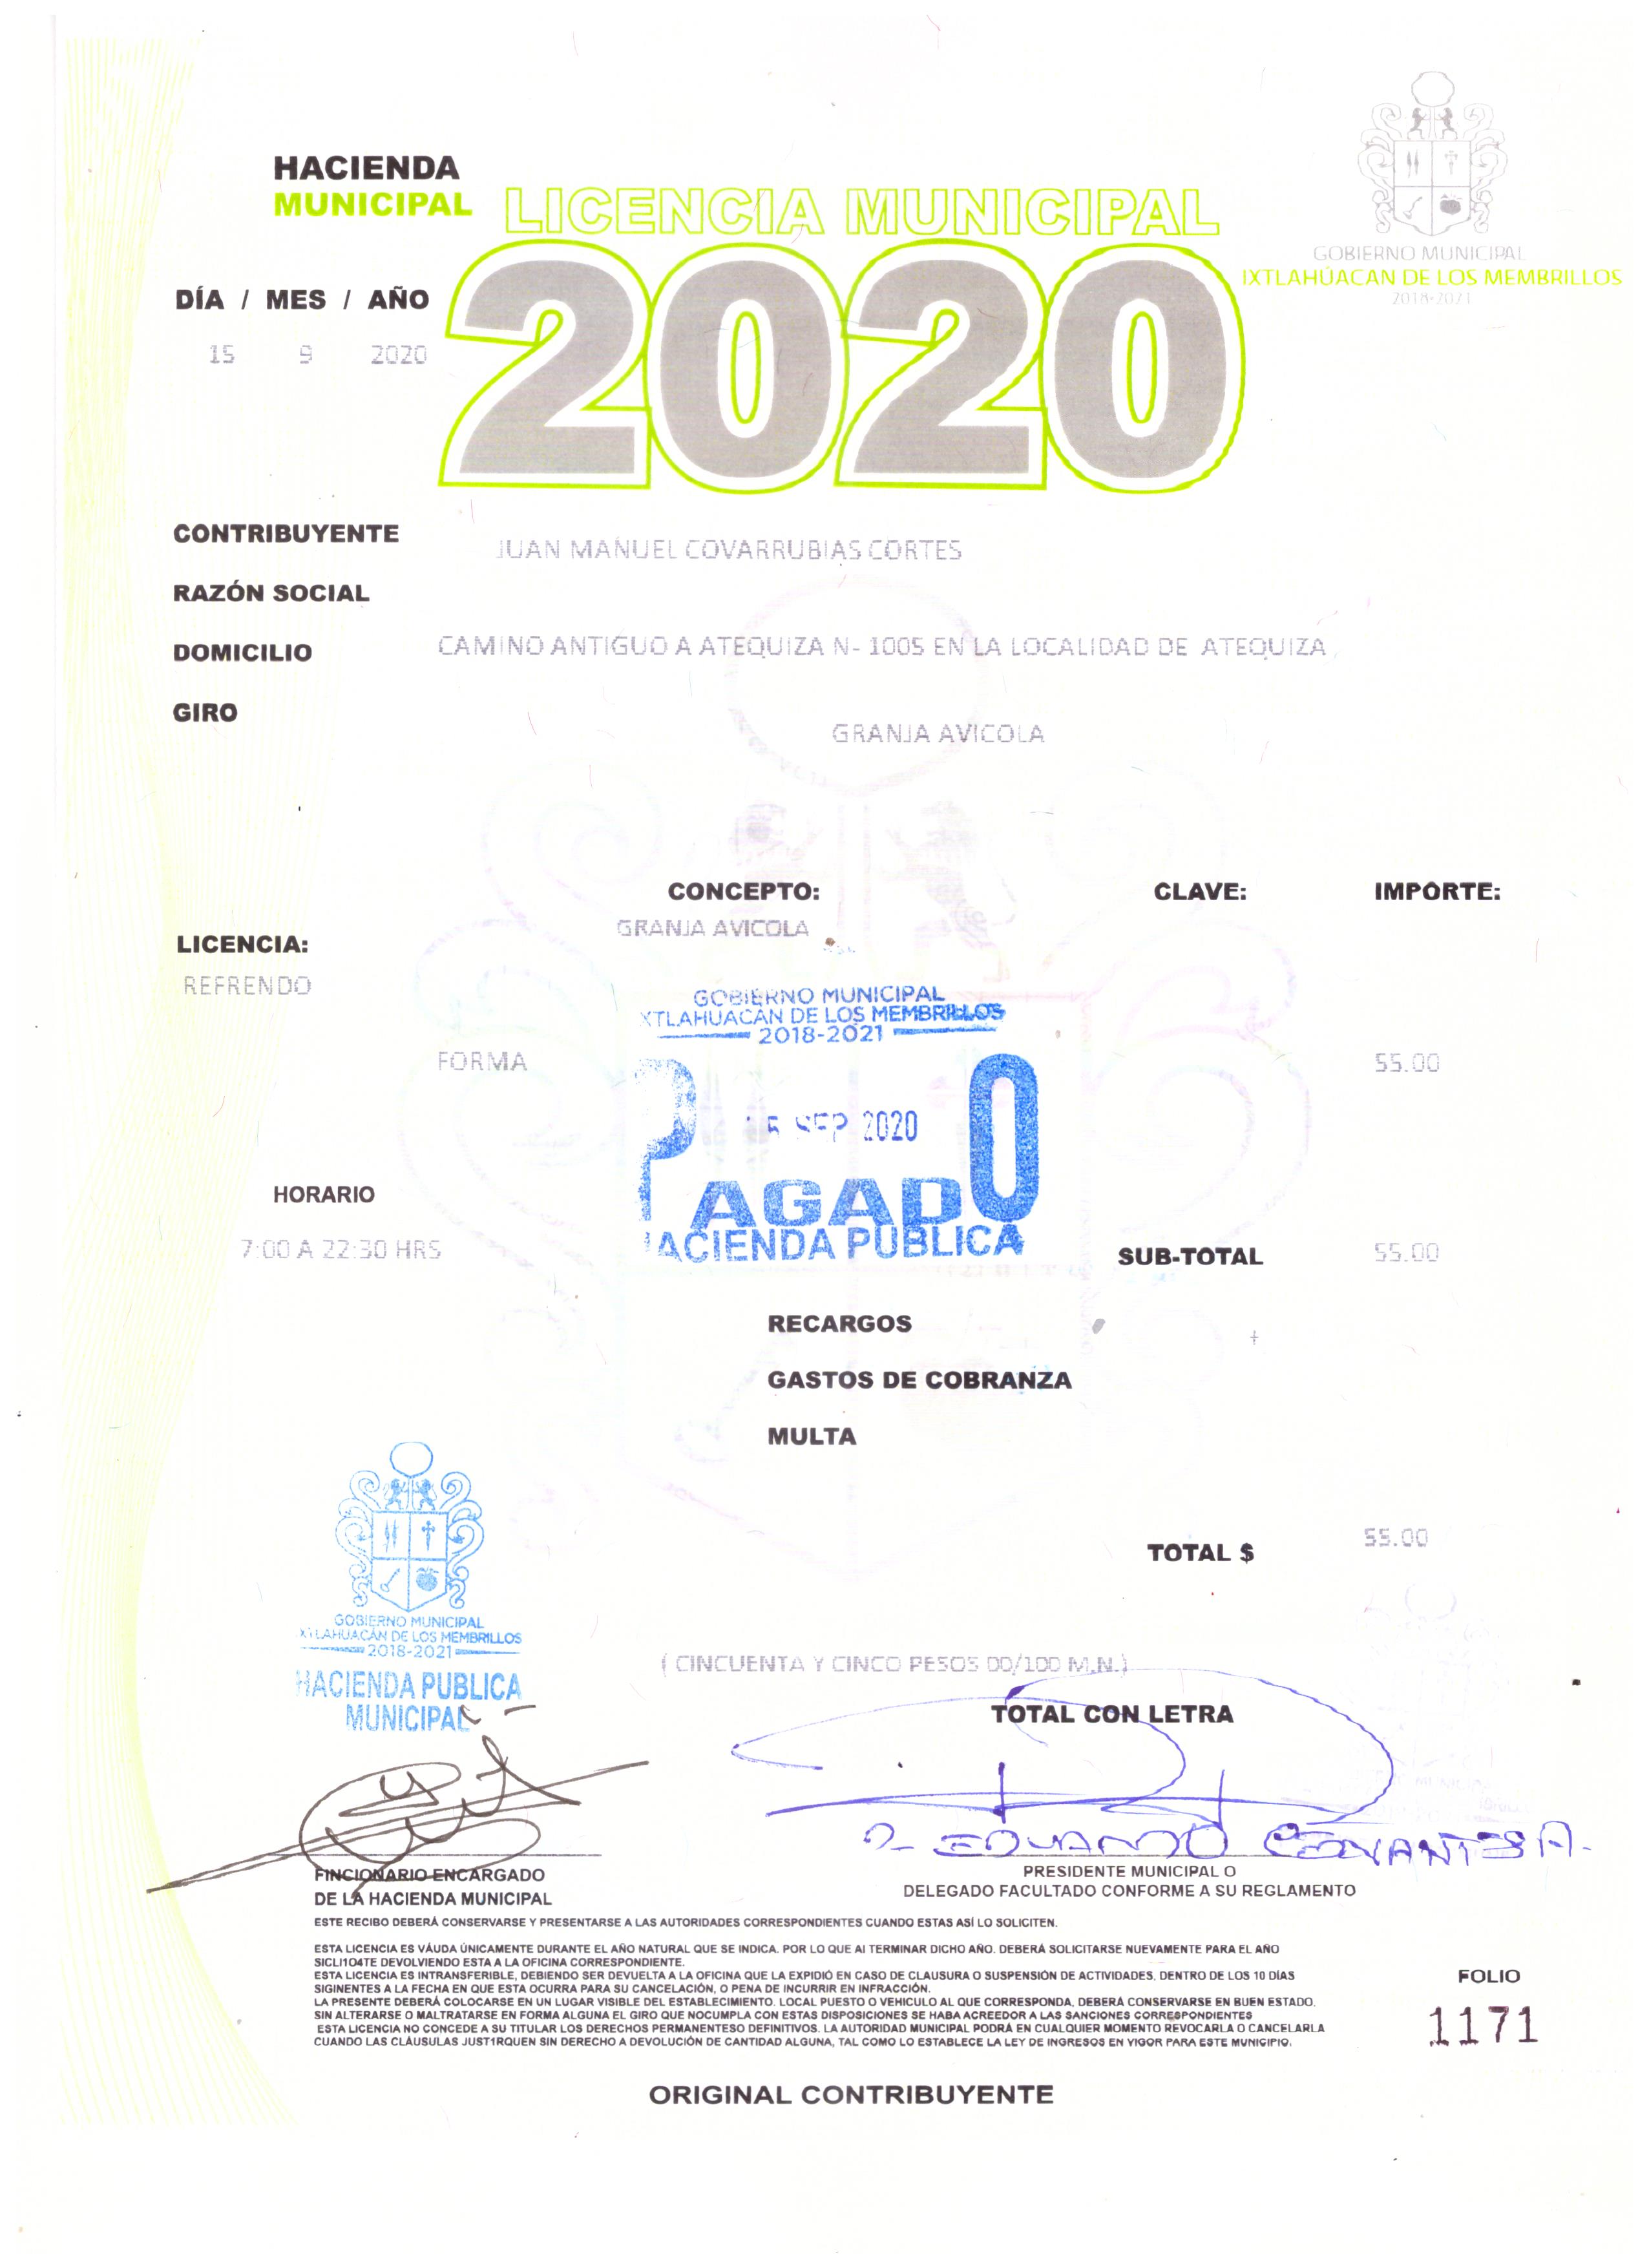 HACIENDA
MUNICIPAL
LICENCIA MUNICIPAL
2020
GOBIERNO MUNICIPAL
IXTLAHUACAN DE LOS MEMBRILLOS
2018-2021
DÍA / MES / AÑO
15 9 2020
CONTRIBUYENTE
JUAN MANUEL COVARRUBIAS CORTES
RAZÓN SOCIAL
DOMICILIO
CAMINO ANTIGUO A ATEQUIZA N- 1005 EN LA LOCALIDAD DE ATEQUIZA
GIRO
GRANJA AVICOLA
CONCEPTO: CLAVE: IMPORTE:
GRANJA AVICOLA
LICENCIA:
REFRENDO
GOBIERNO MUNICIPAL
XTLAHUACAN DE LOS MEMBRILLOS
2018-2021
FORMA 55.00
SEP 2020
PAGADO
ACIENDA PUBLICA
HORARIO
7:00 A 22:30 HRS
SUB-TOTAL 55.00
RECARGOS
GASTOS DE COBRANZA
MULTA
TOTAL $ 55.00
GOBIERNO MUNICIPAL
IXTLAHUACAN DE LOS MEMBRILLOS
2018-2021
HACIENDA PUBLICA
MUNICIPAL
( CINCUENTA Y CINCO PESOS 00/100 M.N.)
TOTAL CON LETRA
EDUARDO CERVANTES A.
FINCIONARIO ENCARGADO
DE LA HACIENDA MUNICIPAL
PRESIDENTE MUNICIPAL O
DELEGADO FACULTADO CONFORME A SU REGLAMENTO
ESTE RECIBO DEBERÁ CONSERVARSE Y PRESENTARSE A LAS AUTORIDADES CORRESPONDIENTES CUANDO ESTAS ASÍ LO SOLICITEN.
ESTA LICENCIA ES VÁUDA ÚNICAMENTE DURANTE EL AÑO NATURAL QUE SE INDICA. POR LO QUE AI TERMINAR DICHO AÑO. DEBERÁ SOLICITARSE NUEVAMENTE PARA EL AÑO
SICLI1O4TE DEVOLVIENDO ESTA A LA OFICINA CORRESPONDIENTE.
ESTA LICENCIA ES INTRANSFERIBLE, DEBIENDO SER DEVUELTA A LA OFICINA QUE LA EXPIDIÓ EN CASO DE CLAUSURA O SUSPENSIÓN DE ACTIVIDADES, DENTRO DE LOS 10 DÍAS
SIGINENTES A LA FECHA EN QUE ESTA OCURRA PARA SU CANCELACIÓN, O PENA DE INCURRIR EN INFRACCIÓN.
LA PRESENTE DEBERÁ COLOCARSE EN UN LUGAR VISIBLE DEL ESTABLECIMIENTO. LOCAL PUESTO O VEHICULO AL QUE CORRESPONDA, DEBERÁ CONSERVARSE EN BUEN ESTADO,
SIN ALTERARSE O MALTRATARSE EN FORMA ALGUNA EL GIRO QUE NOCUMPLA CON ESTAS DISPOSICIONES SE HABA ACREEDOR A LAS SANCIONES CORRESPONDIENTES
ESTA LICENCIA NO CONCEDE A SU TITULAR LOS DERECHOS PERMANENTESO DEFINITIVOS. LA AUTORIDAD MUNICIPAL PODRÁ EN CUALQUIER MOMENTO REVOCARLA O CANCELARLA
CUANDO LAS CLÁUSULAS JUST1RQUEN SIN DERECHO A DEVOLUCIÓN DE CANTIDAD ALGUNA, TAL COMO LO ESTABLECE LA LEY DE INGRESOS EN VIGOR PARA ESTE MUNICIPIO.
FOLIO
1171
ORIGINAL CONTRIBUYENTE